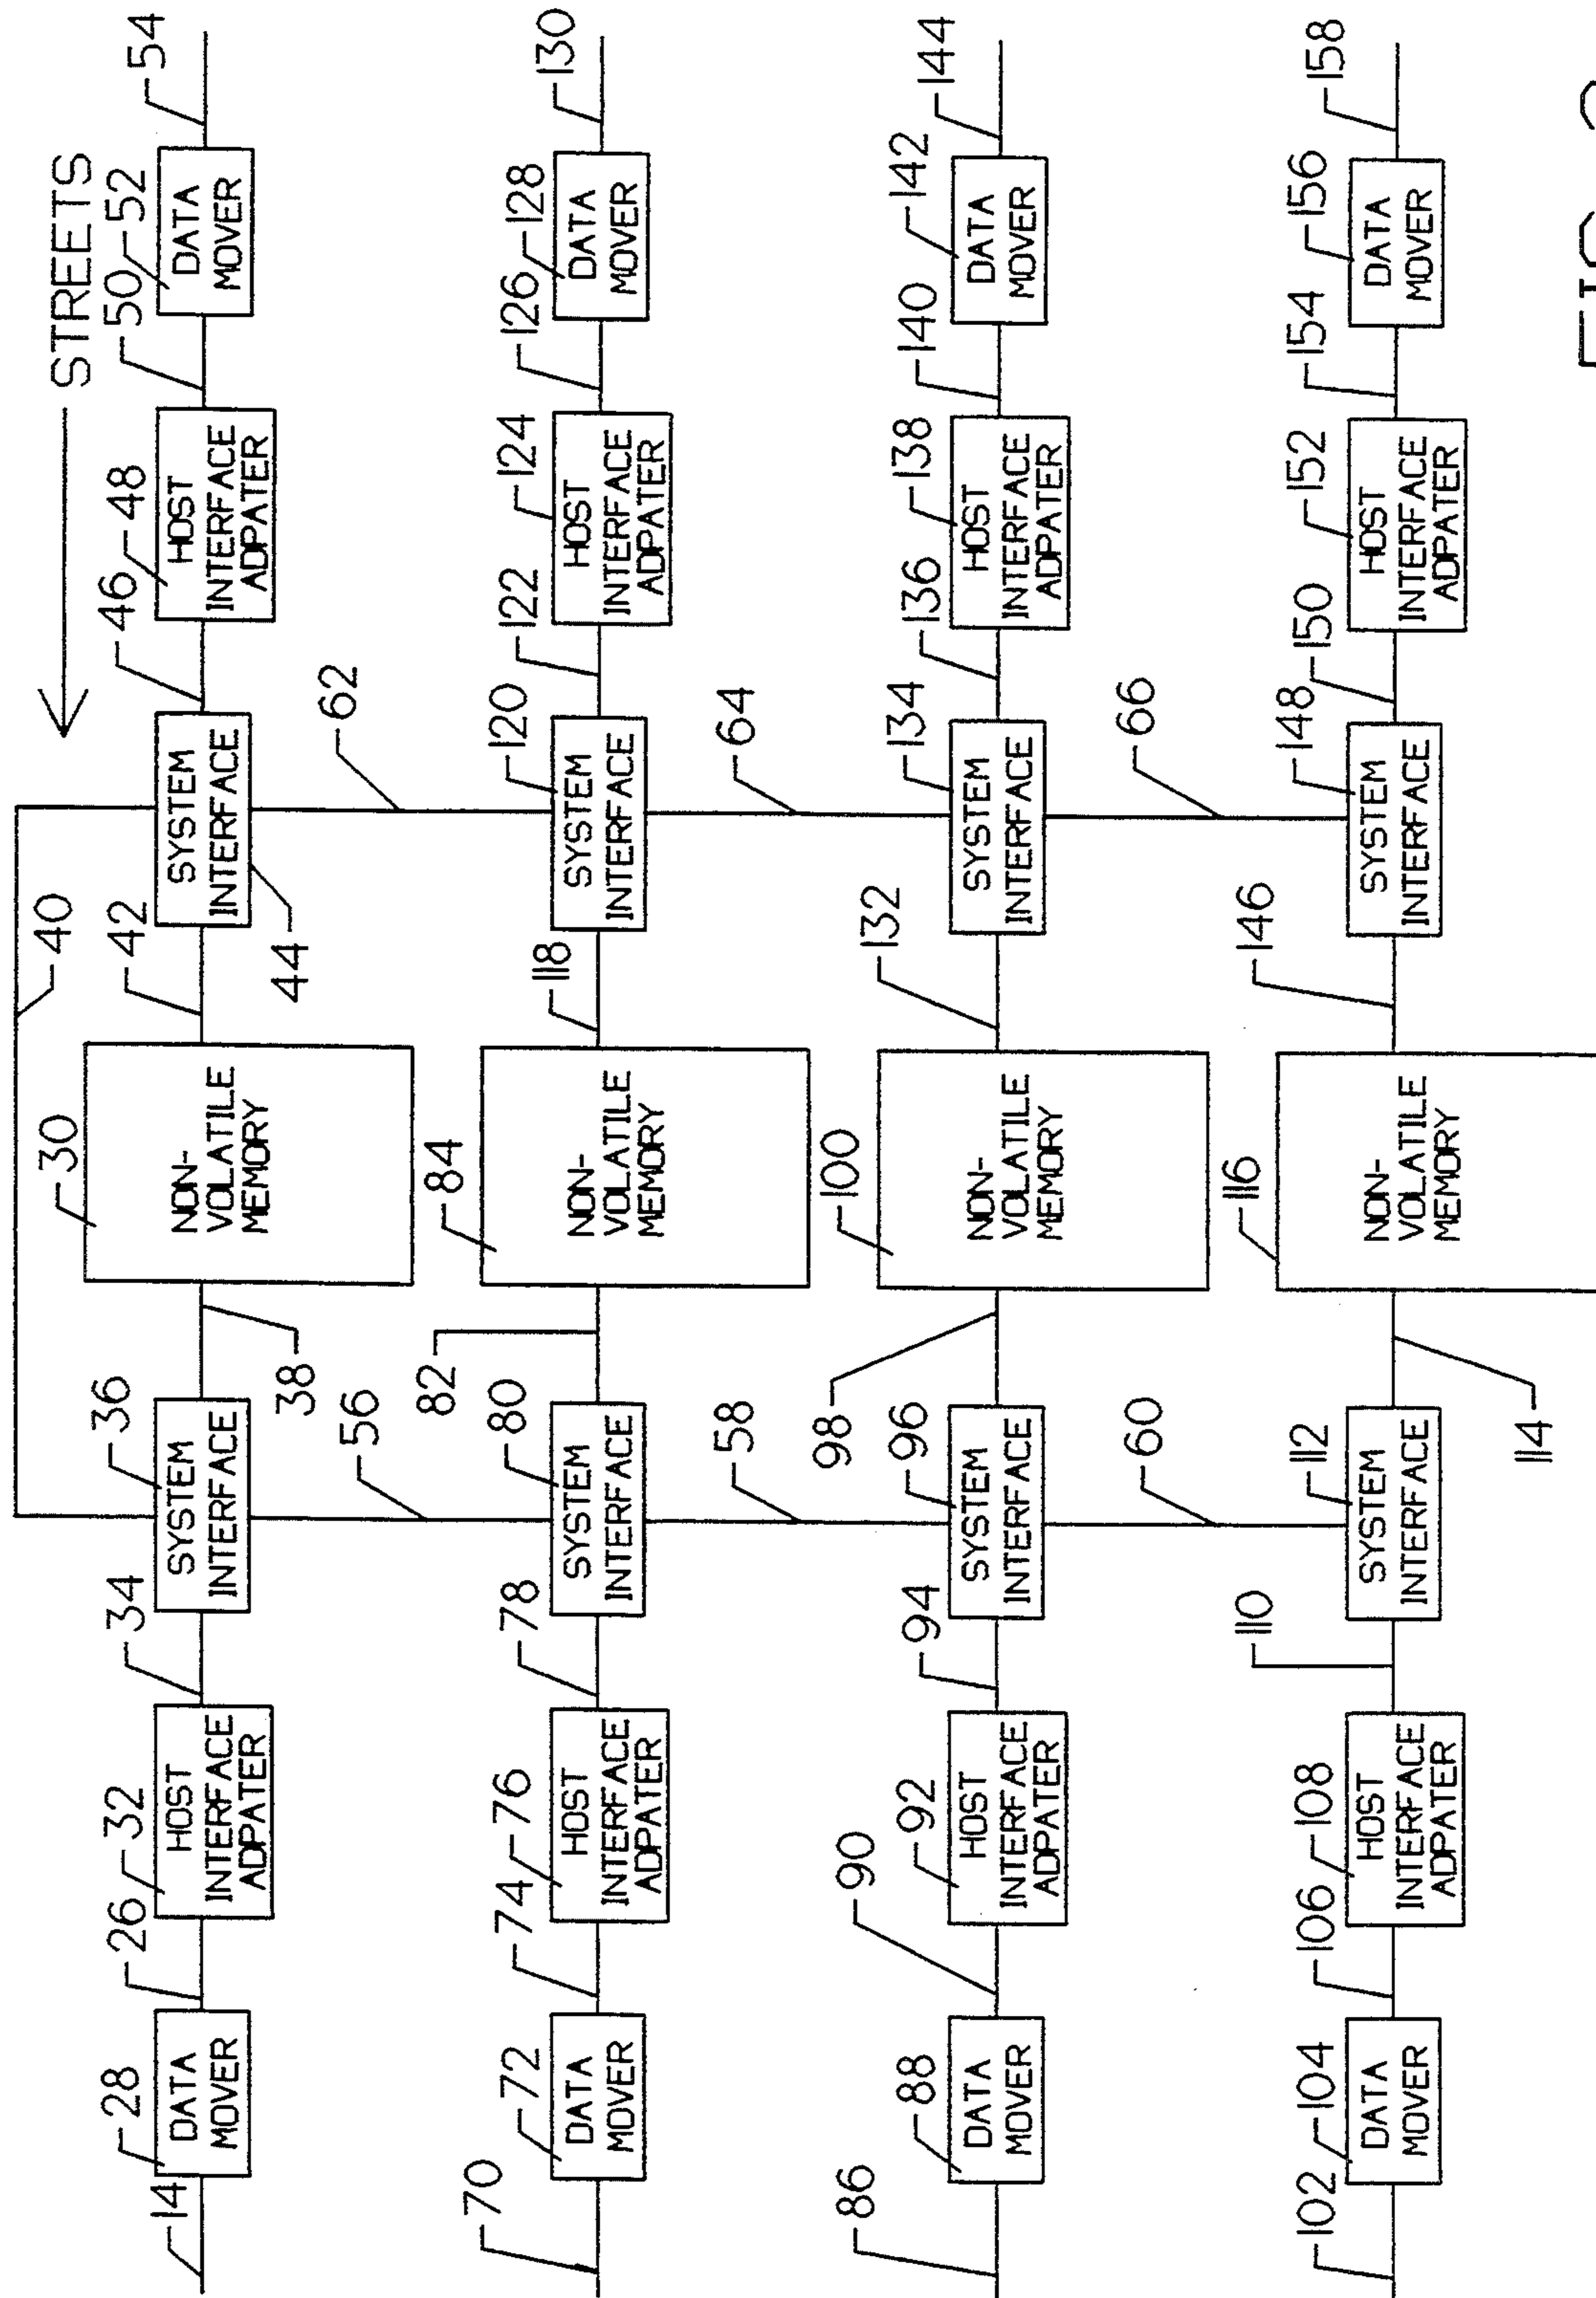 STREETS
40
14
28
26
32
34
36
38
30
42
44
46
48
50
52
54
DATA
MOVER
HOST
INTERFACE
ADPATER
SYSTEM
INTERFACE
NON-
VOLATILE
MEMORY
SYSTEM
INTERFACE
HOST
INTERFACE
ADPATER
DATA
MOVER
56
62
70
72
74
76
78
80
82
84
118
120
122
124
126
128
130
DATA
MOVER
HOST
INTERFACE
ADPATER
SYSTEM
INTERFACE
NON-
VOLATILE
MEMORY
SYSTEM
INTERFACE
HOST
INTERFACE
ADPATER
DATA
MOVER
58
64
86
88
90
92
94
96
98
100
132
134
136
138
140
142
144
DATA
MOVER
HOST
INTERFACE
ADPATER
SYSTEM
INTERFACE
NON-
VOLATILE
MEMORY
SYSTEM
INTERFACE
HOST
INTERFACE
ADPATER
DATA
MOVER
60
66
102
104
106
108
110
112
114
116
146
148
150
152
154
156
158
DATA
MOVER
HOST
INTERFACE
ADPATER
SYSTEM
INTERFACE
NON-
VOLATILE
MEMORY
SYSTEM
INTERFACE
HOST
INTERFACE
ADPATER
DATA
MOVER
FIG.